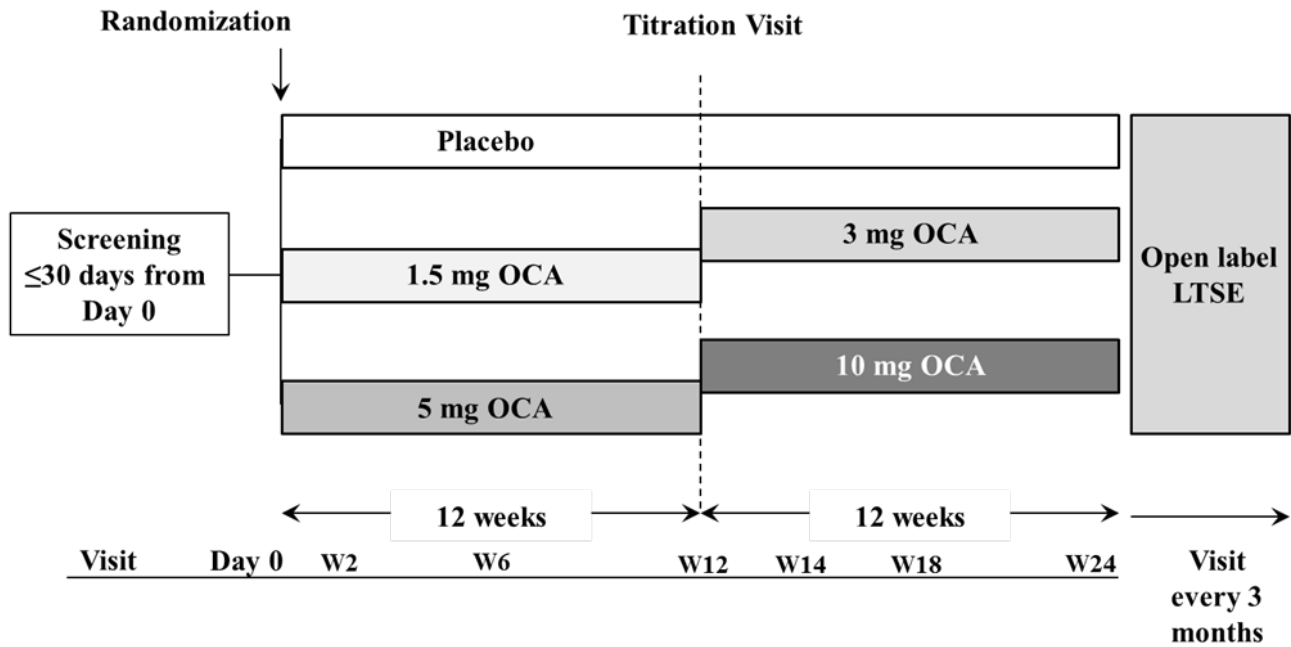 Randomization
Titration Visit
Placebo
Screening
≤30 days from
Day 0
3 mg OCA
1.5 mg OCA
10 mg OCA
5 mg OCA
Open label
LTSE
12 weeks
12 weeks
Visit Day 0 W2 W6 W12 W14 W18 W24
Visit
every 3
months